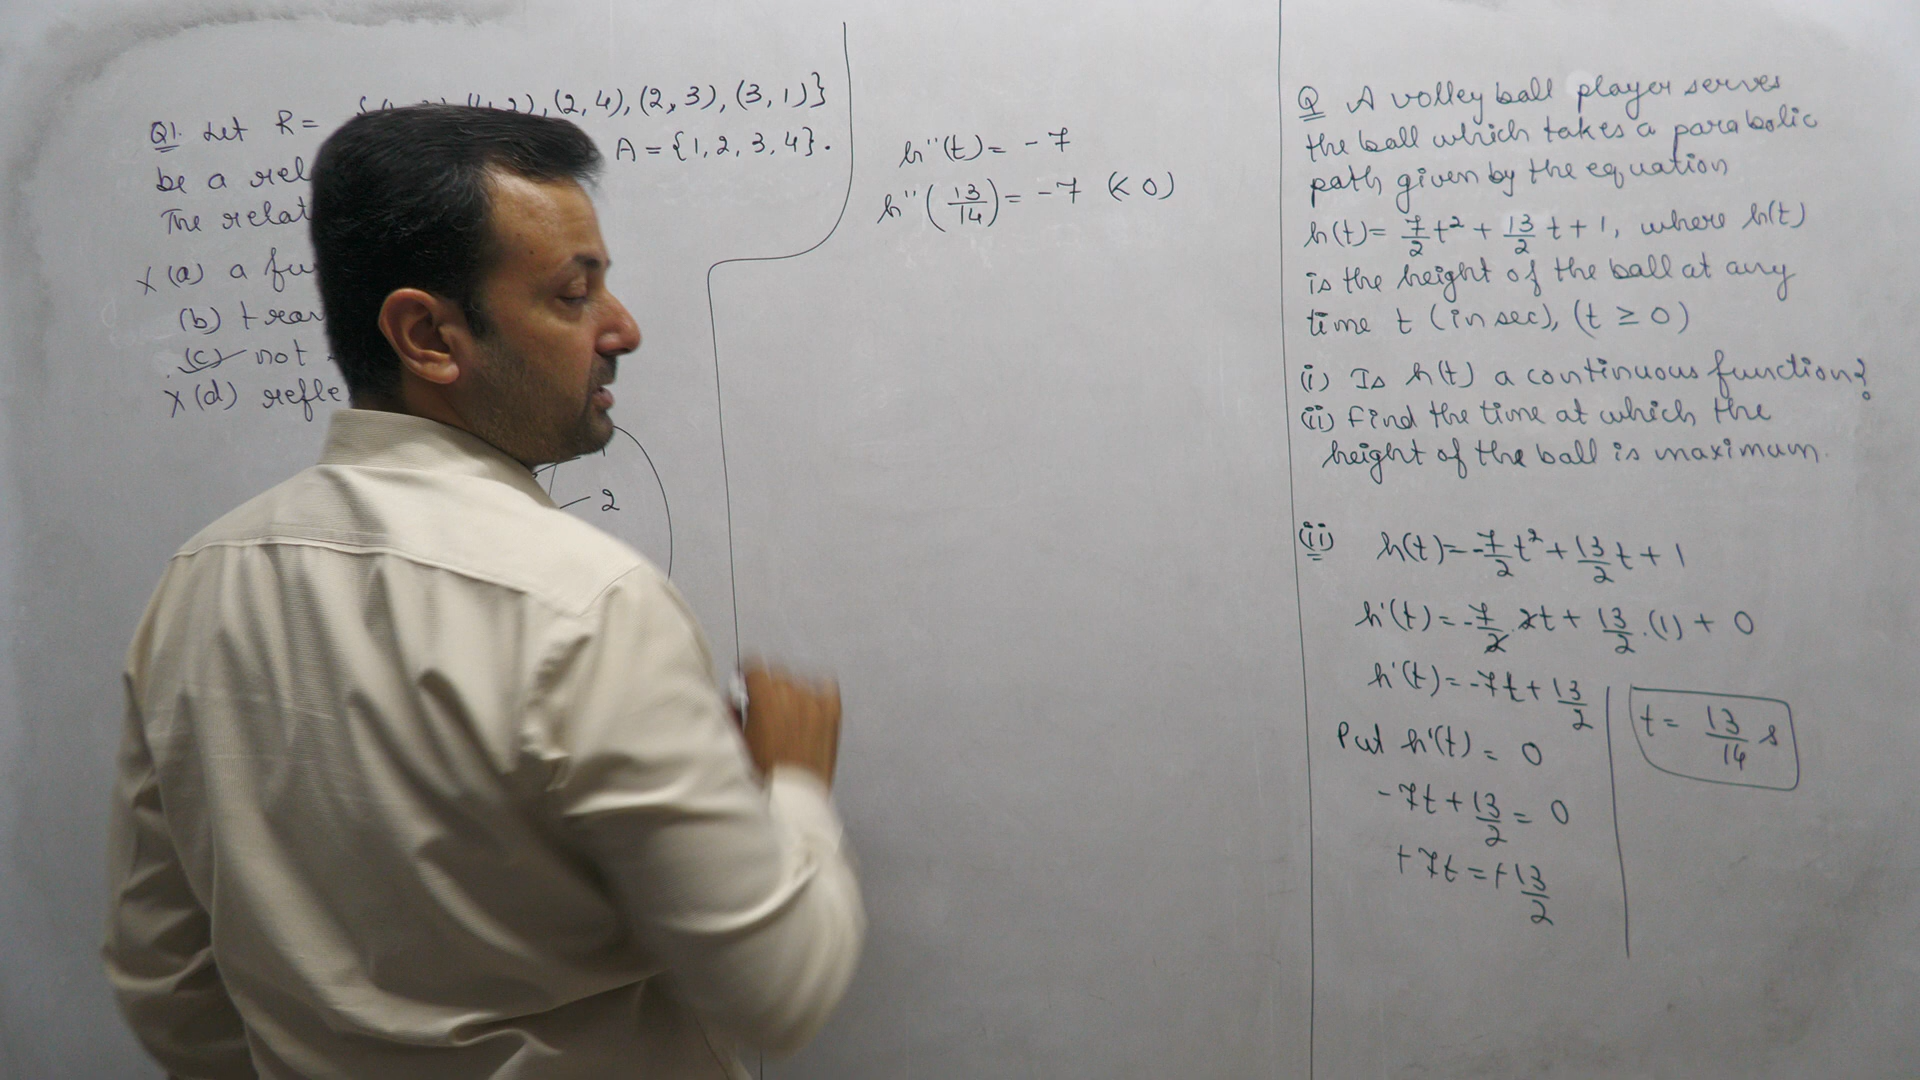 Q1. Let R = 2), (2, 4), (2, 3), (3, 1)}
A = {1, 2, 3, 4}.
be a
The
X (a) a
(b)
(c) not
X (d)
2
h''(t) = -7
h''(13/14) = -7 (< 0)
Q A volley ball player serves
the ball which takes a parabolic
path given by the equation
h(t) = 7/2 t² + 13/2 t + 1, where h(t)
is the height of the ball at any
time t (in sec), (t ≥ 0)
(i) Is h(t) a continuous function?
(ii) Find the time at which the
height of the ball is maximum.
(ii) h(t) = -7/2 t² + 13/2 t + 1
h'(t) = -7/2 . 2t + 13/2 . (1) + 0
h'(t) = -7t + 13/2
Put h'(t) = 0
-7t + 13/2 = 0
+7t = +13/2
t = 13/14 s